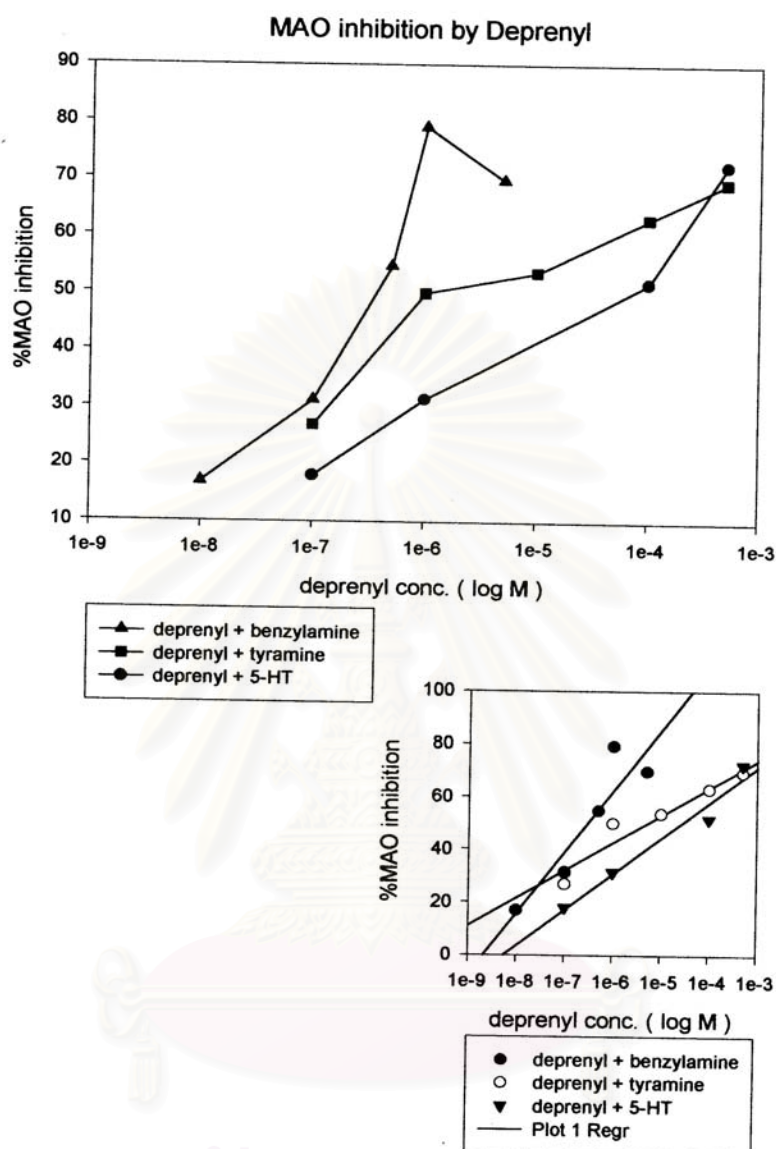 MAO inhibition by Deprenyl
90
80
70
60
50
40
30
20
10
%MAO inhibition
1e-9 1e-8 1e-7 1e-6 1e-5 1e-4 1e-3
deprenyl conc. ( log M )
deprenyl + benzylamine
deprenyl + tyramine
deprenyl + 5-HT
100
80
60
40
20
0
%MAO inhibition
1e-9 1e-8 1e-7 1e-6 1e-5 1e-4 1e-3
deprenyl conc. ( log M )
deprenyl + benzylamine
deprenyl + tyramine
deprenyl + 5-HT
Plot 1 Regr